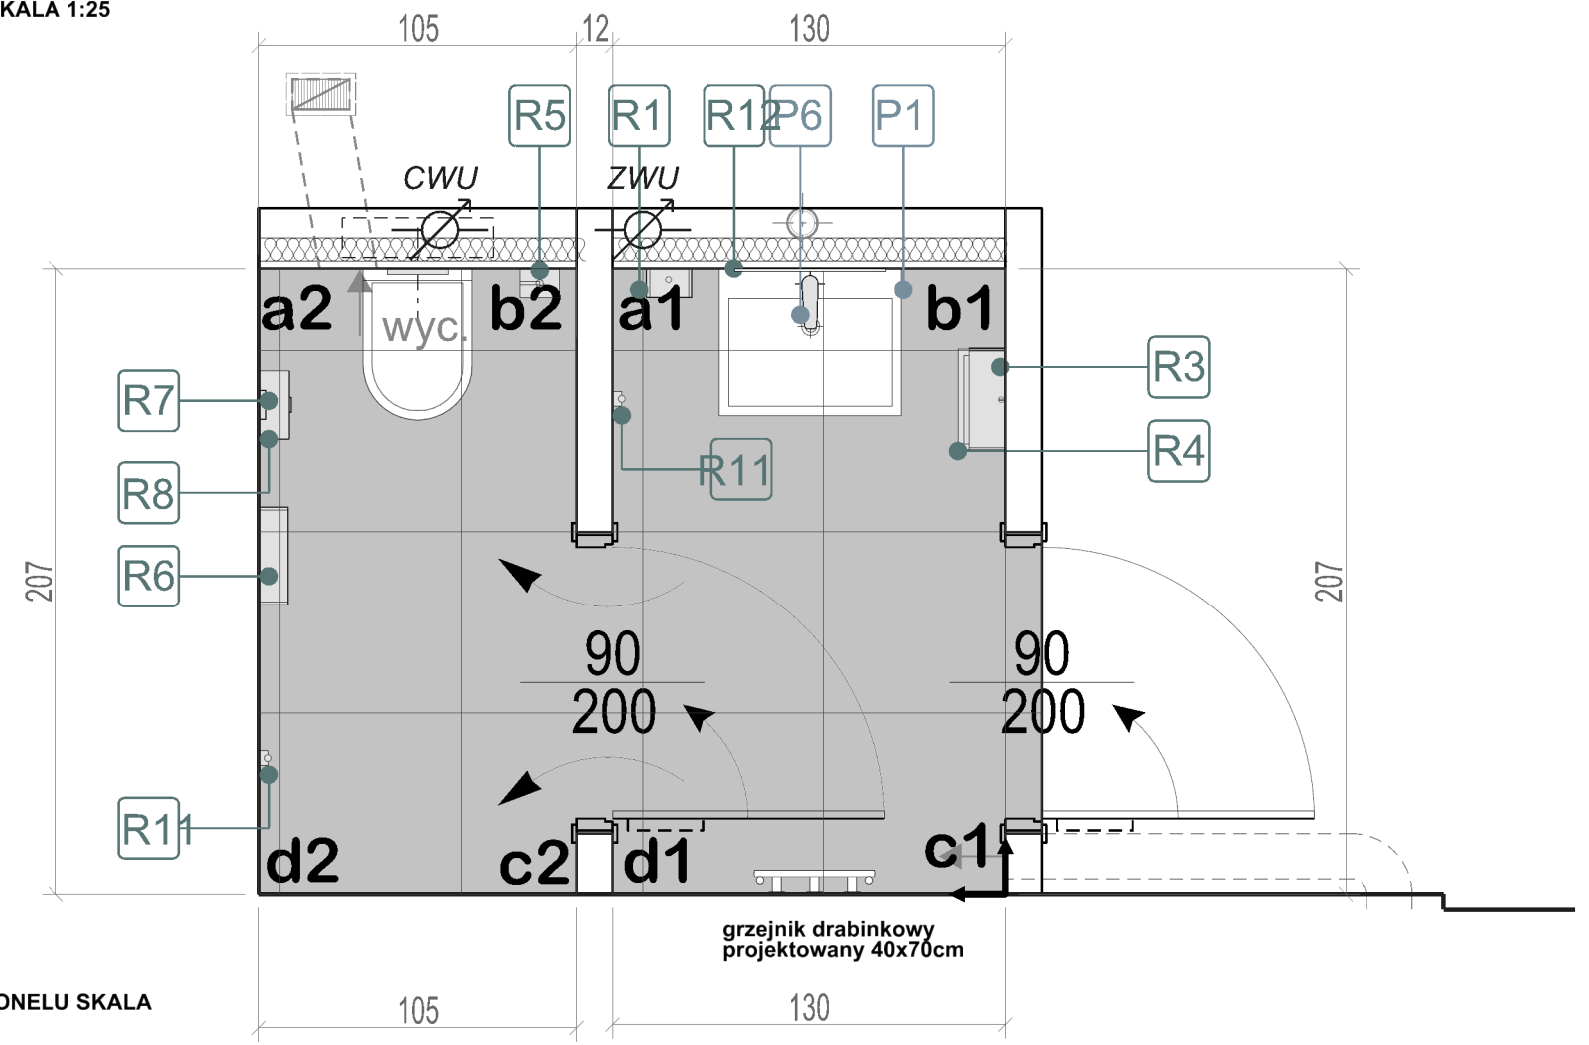 KALA 1:25
105
12
130
R5
R1
R12
P6
P1
CWU
ZWU
a2
b2
a1
b1
wyc.
R3
R7
R4
R11
R8
R6
207
207
90
200
90
200
R11
d2
c2
d1
c1
grzejnik drabinkowy
projektowany 40x70cm
ONELU SKALA
105
130